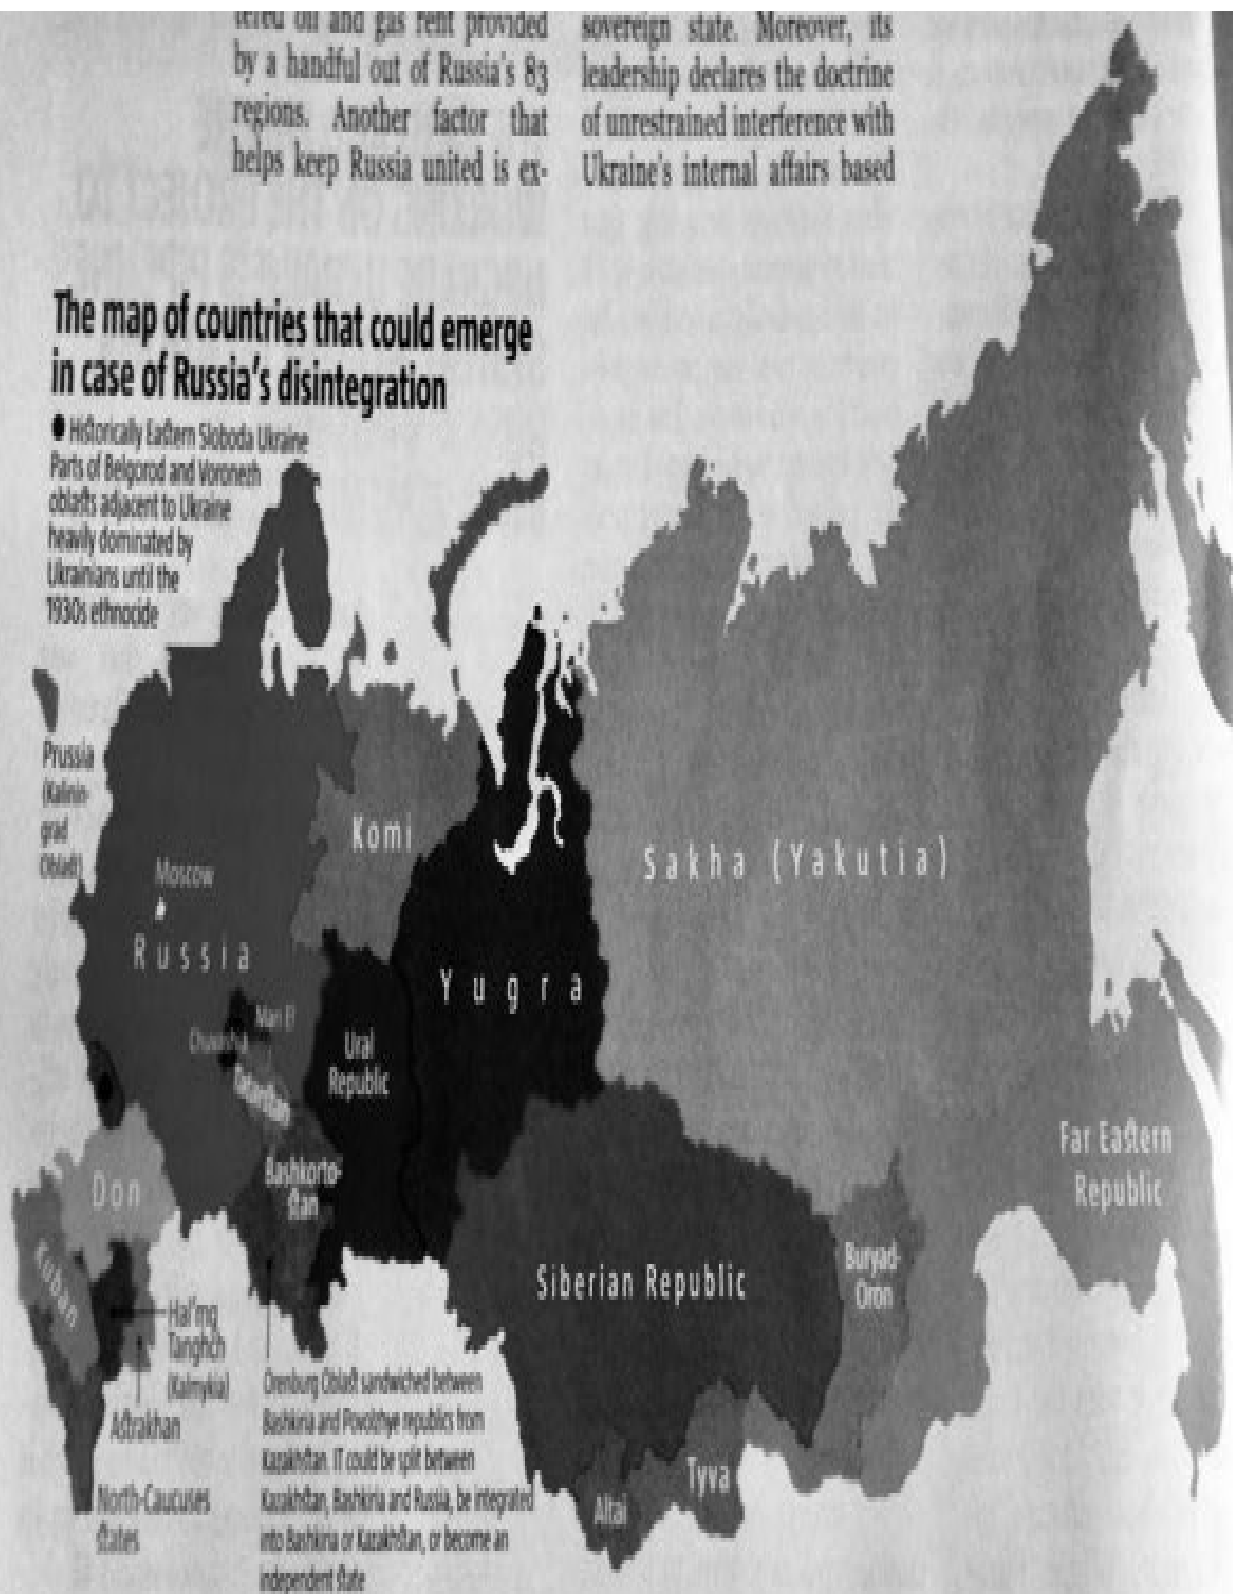 tered oil and gas rent provided
by a handful out of Russia's 83
regions. Another factor that
helps keep Russia united is ex-
sovereign state. Moreover, its
leadership declares the doctrine
of unrestrained interference with
Ukraine's internal affairs based
The map of countries that could emerge
in case of Russia's disintegration
Historically Eastern Sloboda Ukraine
Parts of Belgorod and Voronezh
oblasts adjacent to Ukraine
heavily dominated by
Ukrainians until the
1930s ethnocide
Prussia
(Kalinin-
grad
Oblast)
Komi
Sakha (Yakutia)
Moscow
Russia
Yugra
Mari El
Chuvashia
Tatarstan
Ural
Republic
Far Eastern
Republic
Bashkorto-
stan
Don
Kuban
Siberian Republic
Buryad-
Oron
Hal'mg
Tanghch
(Kalmykia)
Astrakhan
North-Caucuses
states
Orenburg Oblast sandwiched between
Bashkiria and Povolzhye republics from
Kazakhstan. IT could be split between
Kazakhstan, Bashkiria and Russia, be integrated
into Bashkiria or Kazakhstan, or become an
independent state
Tyva
Altai